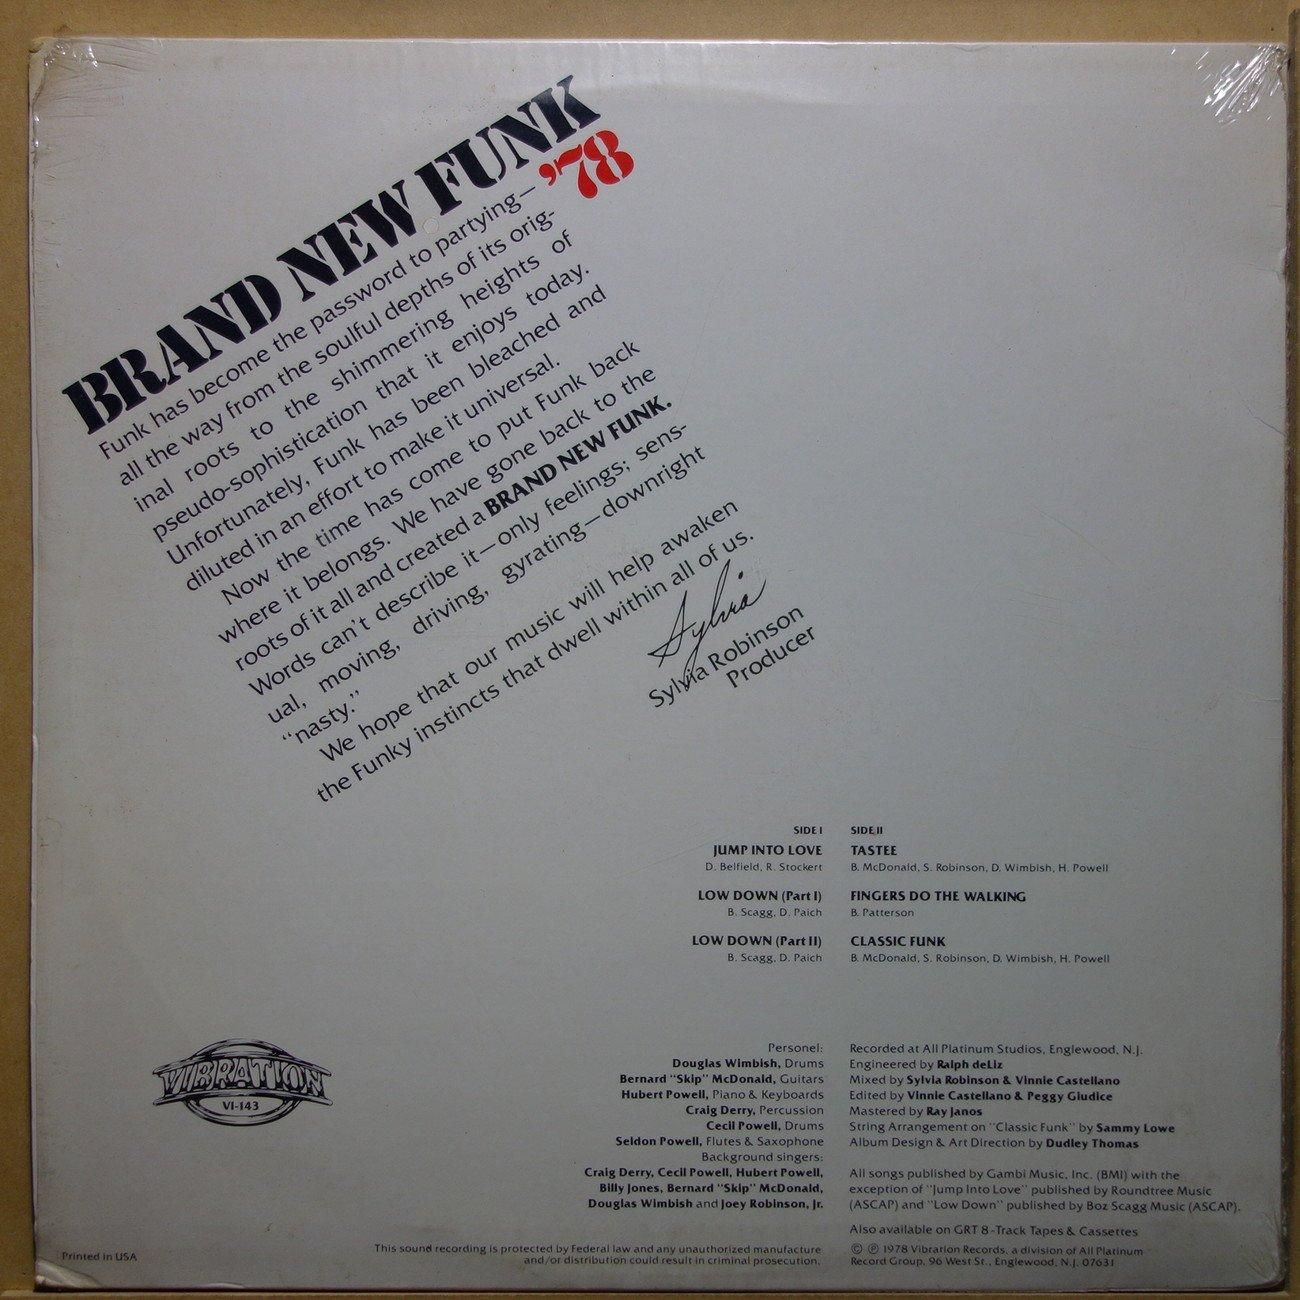 BRAND NEW FUNK
'78
Funk has become the password to partying—
all the way from the soulful depths of its orig-
inal roots to the shimmering heights of
pseudo-sophistication that it enjoys today.
Unfortunately, Funk has been bleached and
diluted in an effort to make it universal.
Now the time has come to put Funk back
where it belongs. We have gone back to the
roots of it all and created a BRAND NEW FUNK.
Words can't describe it—only feelings; sens-
ual, moving, driving, gyrating—downright
“nasty.”
We hope that our music will help awaken
the Funky instincts that dwell within all of us.
Sylvia
Sylvia Robinson
Producer
SIDE I
JUMP INTO LOVE
D. Belfield, R. Stockert
LOW DOWN (Part I)
B. Scagg, D. Paich
LOW DOWN (Part II)
B. Scagg, D. Paich
SIDE II
TASTEE
B. McDonald, S. Robinson, D. Wimbish, H. Powell
FINGERS DO THE WALKING
B. Patterson
CLASSIC FUNK
B. McDonald, S. Robinson, D. Wimbish, H. Powell
VIBRATION
VI-143
Personel:
Douglas Wimbish, Drums
Bernard "Skip" McDonald, Guitars
Hubert Powell, Piano & Keyboards
Craig Derry, Percussion
Cecil Powell, Drums
Seldon Powell, Flutes & Saxophone
Background singers:
Craig Derry, Cecil Powell, Hubert Powell,
Billy Jones, Bernard "Skip" McDonald,
Douglas Wimbish and Joey Robinson, Jr.
Recorded at All Platinum Studios, Englewood, N.J.
Engineered by Ralph deLiz
Mixed by Sylvia Robinson & Vinnie Castellano
Edited by Vinnie Castellano & Peggy Giudice
Mastered by Ray Janos
String Arrangement on "Classic Funk" by Sammy Lowe
Album Design & Art Direction by Dudley Thomas
All songs published by Gambi Music, Inc. (BMI) with the
exception of "Jump Into Love" published by Roundtree Music
(ASCAP) and "Low Down" published by Boz Scagg Music (ASCAP).
Also available on GRT 8-Track Tapes & Cassettes
Printed in USA
This sound recording is protected by Federal law and any unauthorized manufacture
and/or distribution could result in criminal prosecution.
© ℗ 1978 Vibration Records, a division of All Platinum
Record Group, 96 West St., Englewood, N.J. 07631